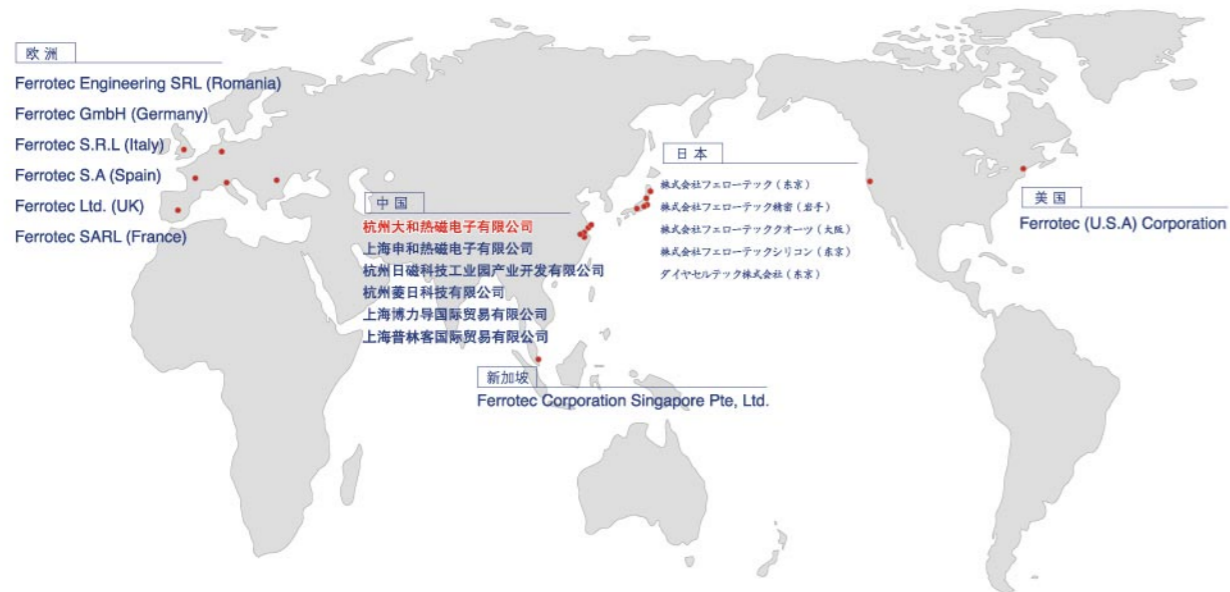 欧洲
Ferrotec Engineering SRL (Romania)
Ferrotec GmbH (Germany)
Ferrotec S.R.L (Italy)
Ferrotec S.A (Spain)
Ferrotec Ltd. (UK)
Ferrotec SARL (France)
中国
杭州大和热磁电子有限公司
上海申和热磁电子有限公司
杭州日磁科技工业园产业开发有限公司
杭州菱日科技有限公司
上海博力导国际贸易有限公司
上海普林客国际贸易有限公司
日本
株式会社フェローテック（东京）
株式会社フェローテック精密（岩手）
株式会社フェローテッククオーツ（大阪）
株式会社フェローテックシリコン（东京）
ダイヤセルテック株式会社（东京）
新加坡
Ferrotec Corporation Singapore Pte, Ltd.
美国
Ferrotec (U.S.A) Corporation